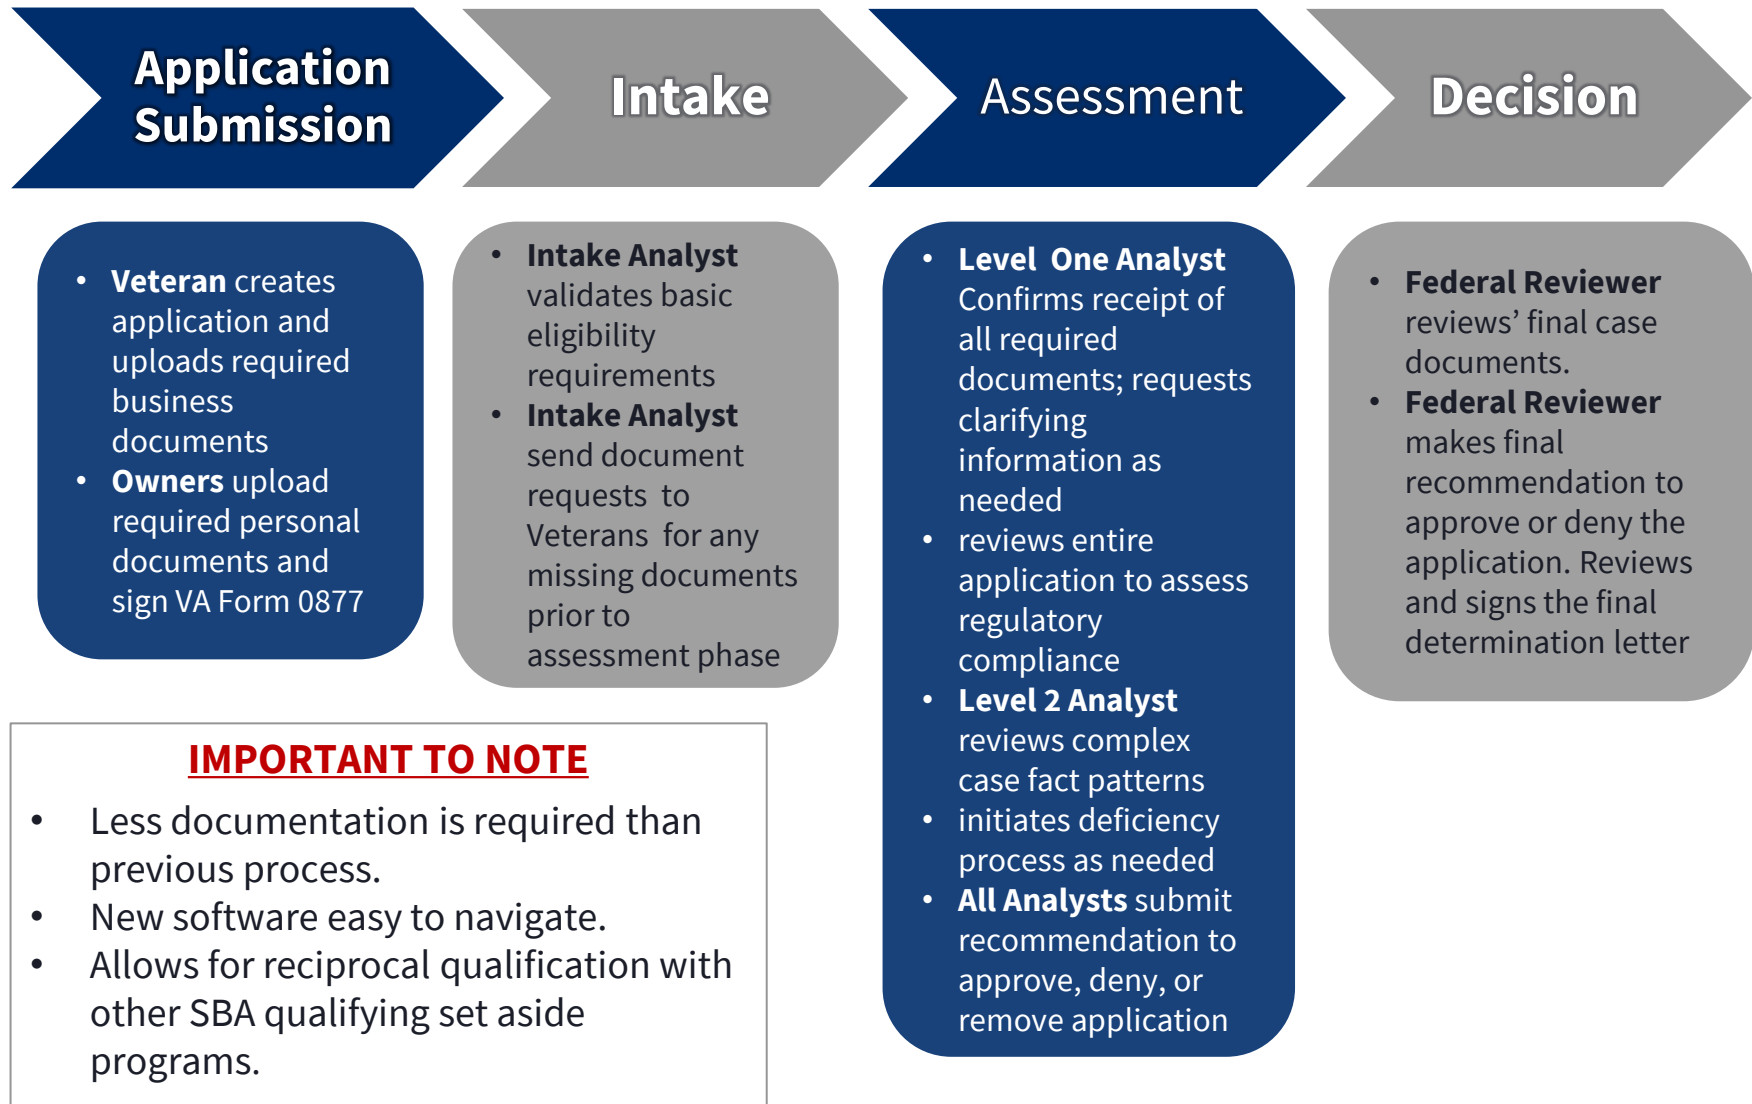 Application
Submission
Intake
Assessment
Decision
• Veteran creates
application and
uploads required
business
documents
• Owners upload
required personal
documents and
sign VA Form 0877
• Intake Analyst
validates basic
eligibility
requirements
• Intake Analyst
send document
requests to
Veterans for any
missing documents
prior to
assessment phase
• Level One Analyst
Confirms receipt of
all required
documents; requests
clarifying
information as
needed
• reviews entire
application to assess
regulatory
compliance
• Level 2 Analyst
reviews complex
case fact patterns
• initiates deficiency
process as needed
• All Analysts submit
recommendation to
approve, deny, or
remove application
• Federal Reviewer
reviews’ final case
documents.
• Federal Reviewer
makes final
recommendation to
approve or deny the
application. Reviews
and signs the final
determination letter
IMPORTANT TO NOTE
• Less documentation is required than
previous process.
• New software easy to navigate.
• Allows for reciprocal qualification with
other SBA qualifying set aside
programs.